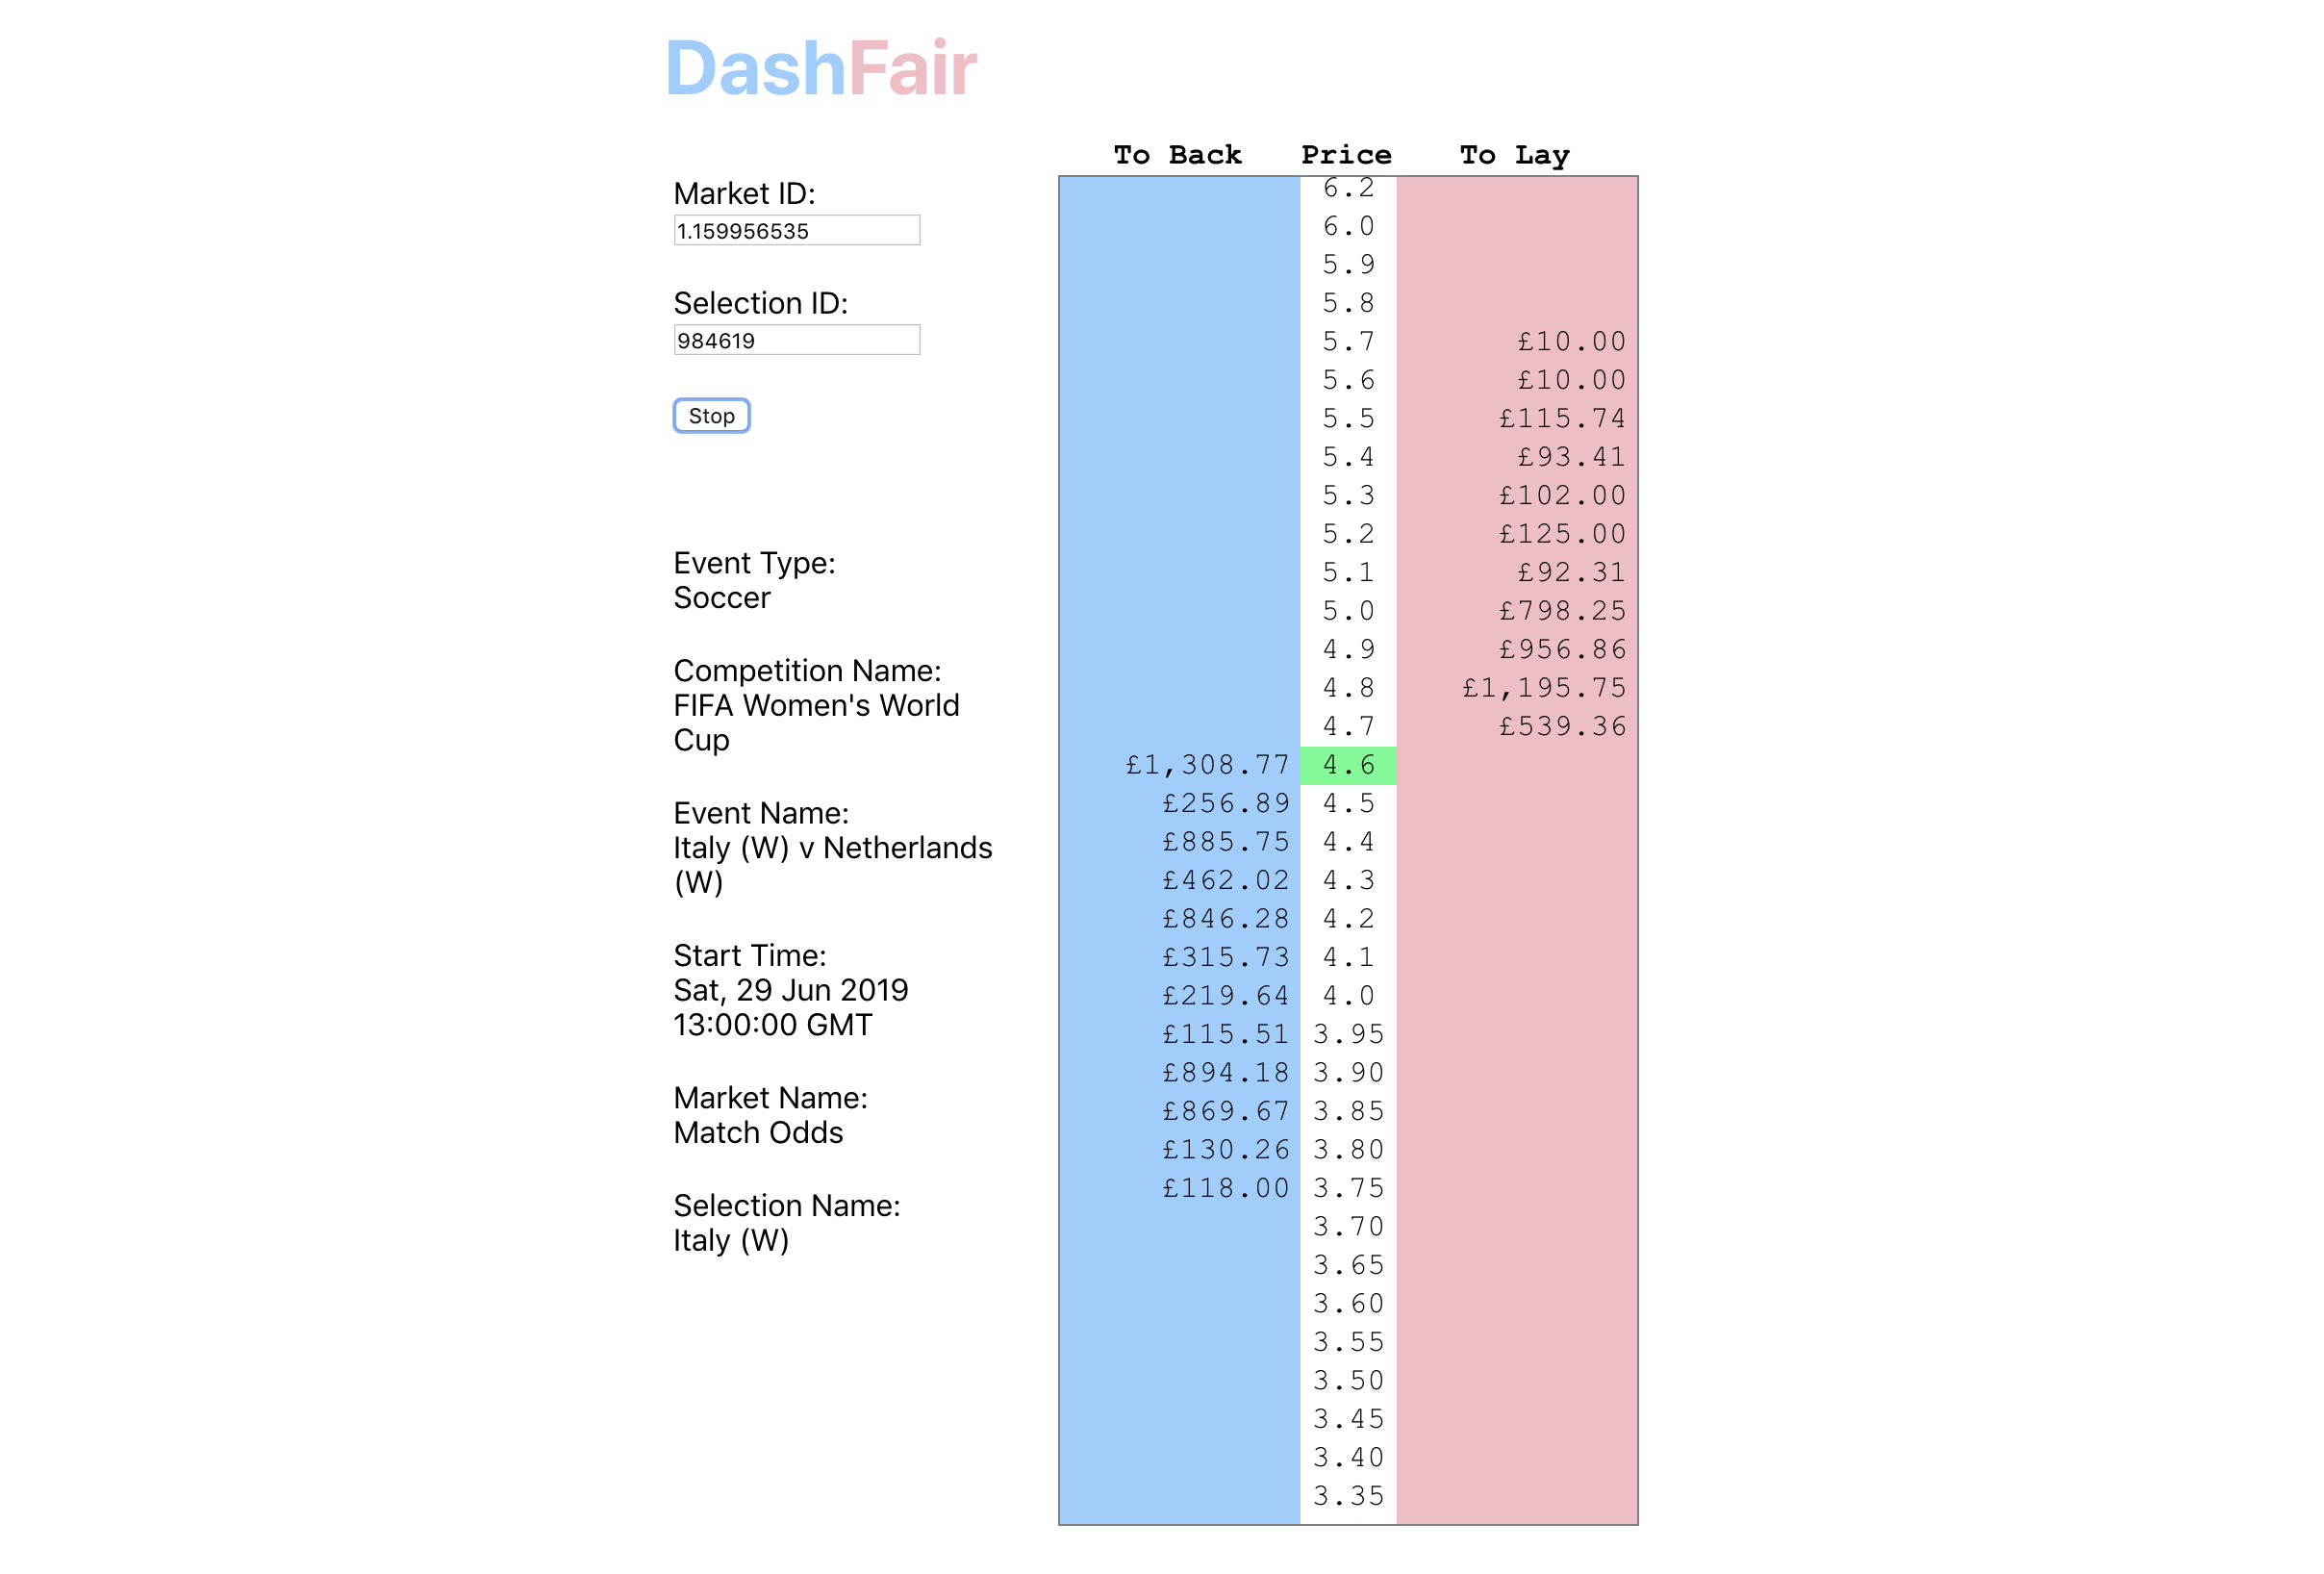 DashFair
Market ID:
1.159956535
Selection ID:
984619
Stop
Event Type:
Soccer
Competition Name:
FIFA Women's World
Cup
Event Name:
Italy (W) v Netherlands
(W)
Start Time:
Sat, 29 Jun 2019
13:00:00 GMT
Market Name:
Match Odds
Selection Name:
Italy (W)
To Back Price To Lay
6.2
6.0
5.9
5.8
5.7 £10.00
5.6 £10.00
5.5 £115.74
5.4 £93.41
5.3 £102.00
5.2 £125.00
5.1 £92.31
5.0 £798.25
4.9 £956.86
4.8 £1,195.75
4.7 £539.36
£1,308.77 4.6
£256.89 4.5
£885.75 4.4
£462.02 4.3
£846.28 4.2
£315.73 4.1
£219.64 4.0
£115.51 3.95
£894.18 3.90
£869.67 3.85
£130.26 3.80
£118.00 3.75
3.70
3.65
3.60
3.55
3.50
3.45
3.40
3.35